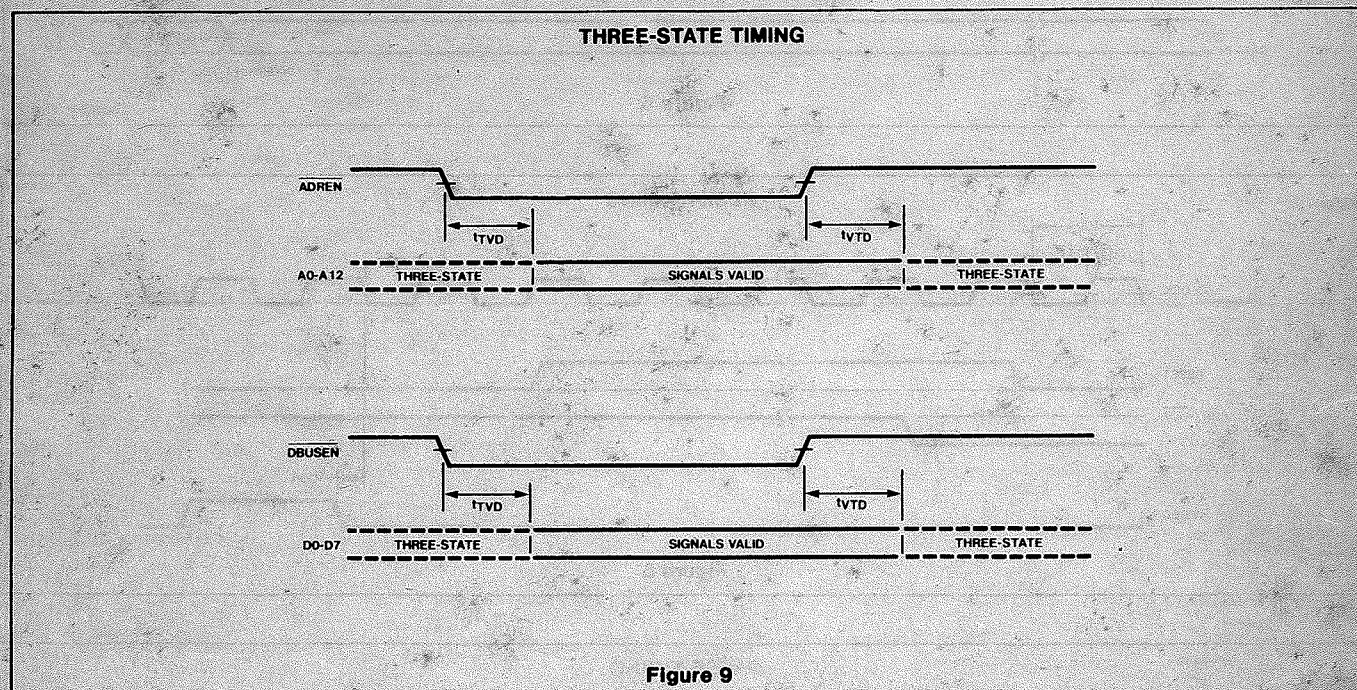 THREE-STATE TIMING
ADREN
tTVD
tVTD
A0-A12
THREE-STATE
SIGNALS VALID
THREE-STATE
DBUSEN
tTVD
tVTD
D0-D7
THREE-STATE
SIGNALS VALID
THREE-STATE
Figure 9